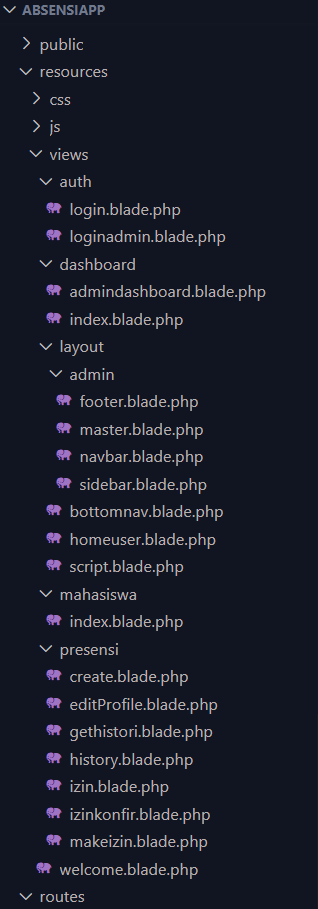 ABSENSIAPP
public
resources
css
js
views
auth
login.blade.php
loginadmin.blade.php
dashboard
admindashboard.blade.php
index.blade.php
layout
admin
footer.blade.php
master.blade.php
navbar.blade.php
sidebar.blade.php
bottomnav.blade.php
homeuser.blade.php
script.blade.php
mahasiswa
index.blade.php
presensi
create.blade.php
editProfile.blade.php
gethistori.blade.php
history.blade.php
izin.blade.php
izinkonfir.blade.php
makeizin.blade.php
welcome.blade.php
routes